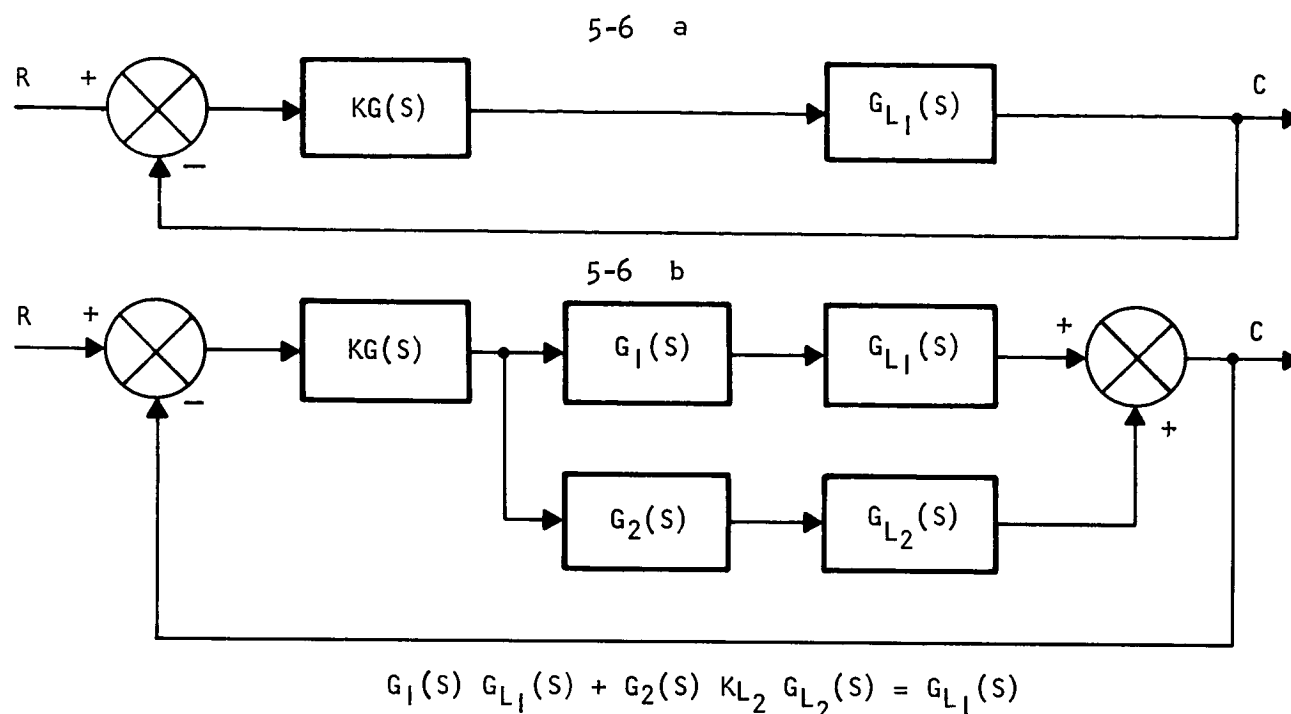 5-6 a
R + KG(S) G_L₁(S) C
−
5-6 b
R + KG(S) G₁(S) G_L₁(S) + C
−
+
G₂(S) G_L₂(S)
G₁(S) G_L₁(S) + G₂(S) K_L₂ G_L₂(S) = G_L₁(S)